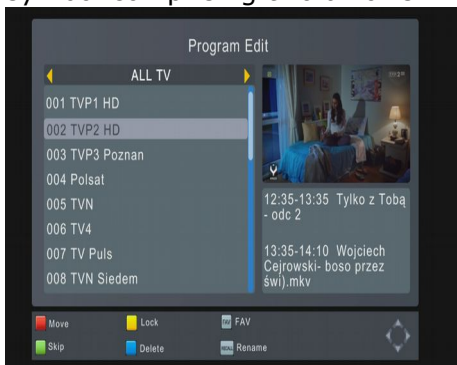 Program Edit
ALL TV
001 TVP1 HD
002 TVP2 HD
003 TVP3 Poznan
004 Polsat
005 TVN
006 TV4
007 TV Puls
008 TVN Siedem
12:35-13:35 Tylko z Tobą
- odc 2
13:35-14:10 Wojciech
Cejrowski- boso przez
świ).mkv
Move
Lock
FAV FAV
Skip
Delete
MENU Rename